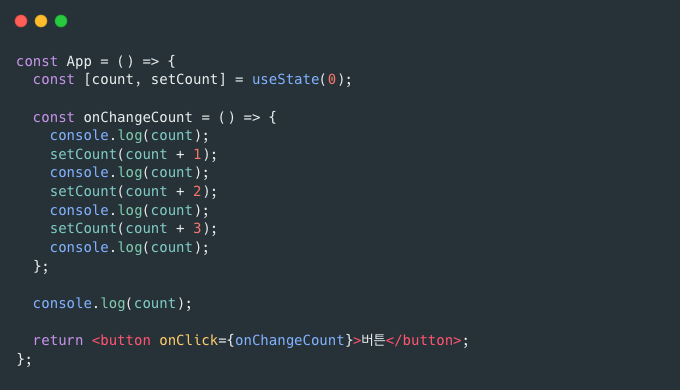 const App = () => {
  const [count, setCount] = useState(0);

  const onChangeCount = () => {
    console.log(count);
    setCount(count + 1);
    console.log(count);
    setCount(count + 2);
    console.log(count);
    setCount(count + 3);
    console.log(count);
  };

  console.log(count);

  return <button onClick={onChangeCount}>버튼</button>;
};